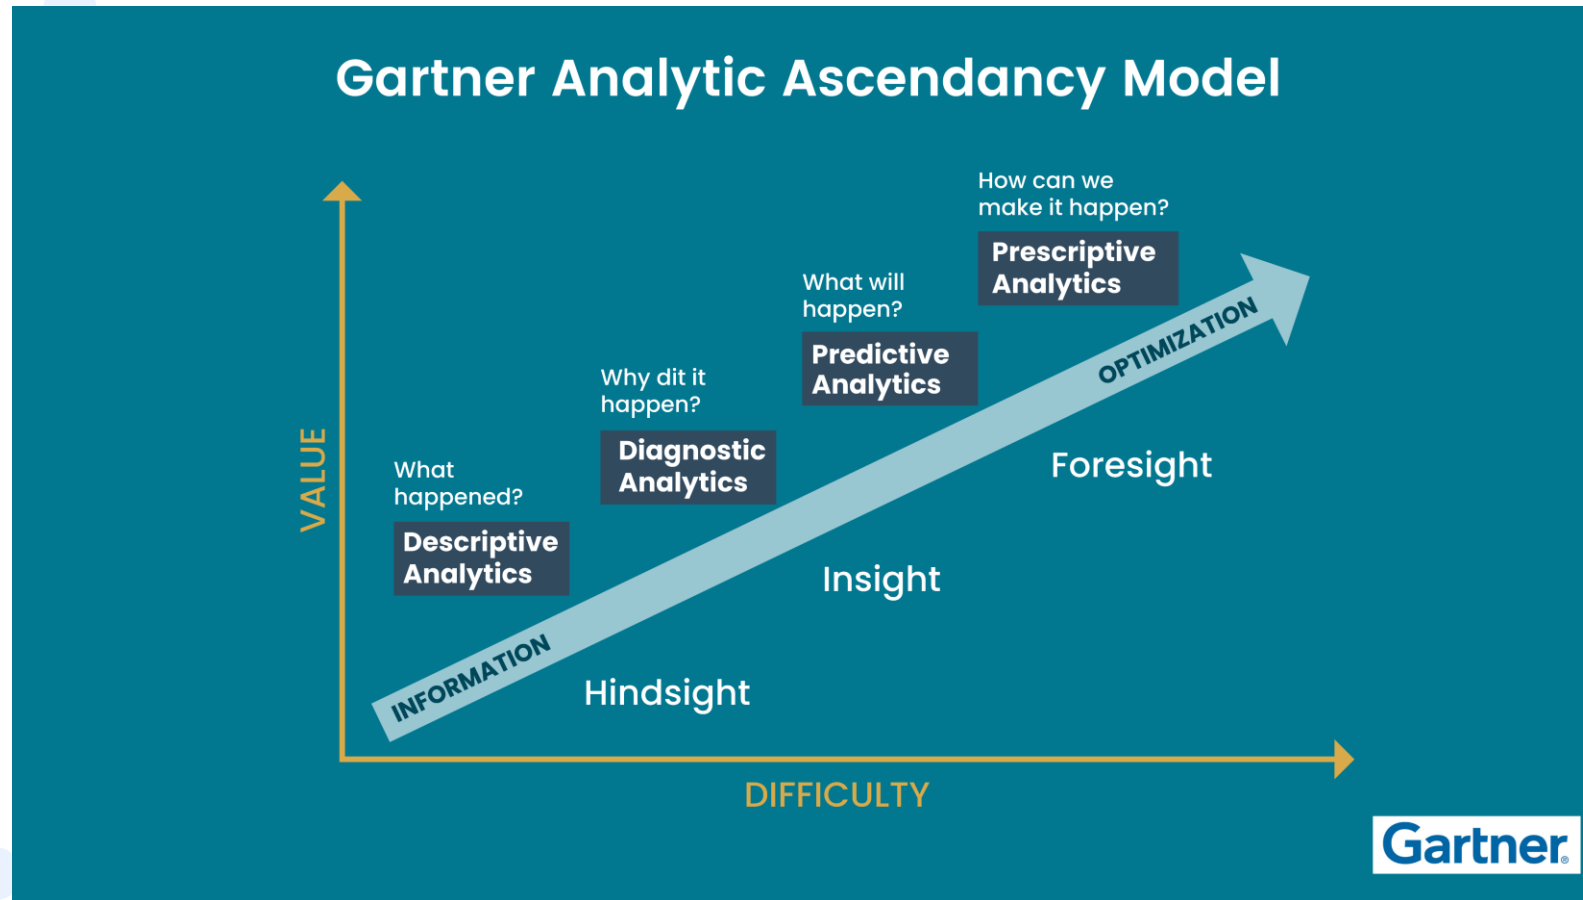 Gartner Analytic Ascendancy Model
How can we
make it happen?
Prescriptive
Analytics
What will
happen?
Predictive
Analytics
Why dit it
happen?
Diagnostic
Analytics
What
happened?
Descriptive
Analytics
VALUE
INFORMATION
OPTIMIZATION
Foresight
Insight
Hindsight
DIFFICULTY
Gartner®